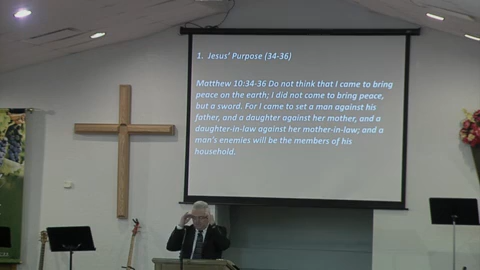 1. Jesus' Purpose (34-36)
Matthew 10:34-36 Do not think that I came to bring
peace on the earth; I did not come to bring peace,
but a sword. For I came to set a man against his
father, and a daughter against her mother, and a
daughter-in-law against her mother-in-law; and a
man's enemies will be the members of his
household.